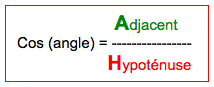 Adjacent
Cos (angle) = ----------------
Hypoténuse